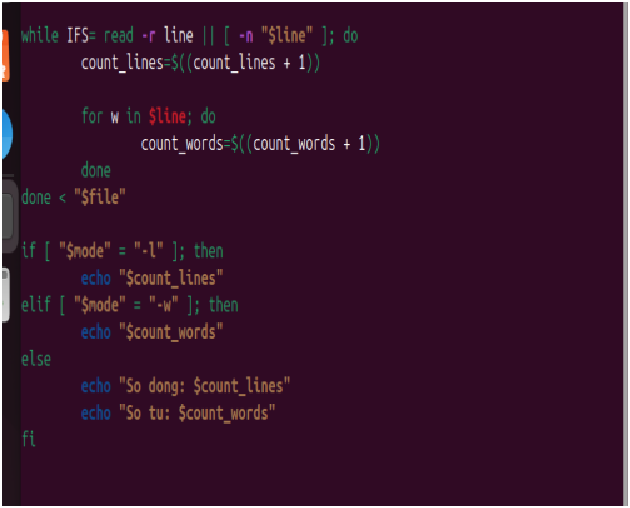 while IFS= read -r line || [ -n "$line" ]; do
count_lines=$((count_lines + 1))
for w in $line; do
count_words=$((count_words + 1))
done
done < "$file"
if [ "$mode" = "-l" ]; then
echo "$count_lines"
elif [ "$mode" = "-w" ]; then
echo "$count_words"
else
echo "So dong: $count_lines"
echo "So tu: $count_words"
fi